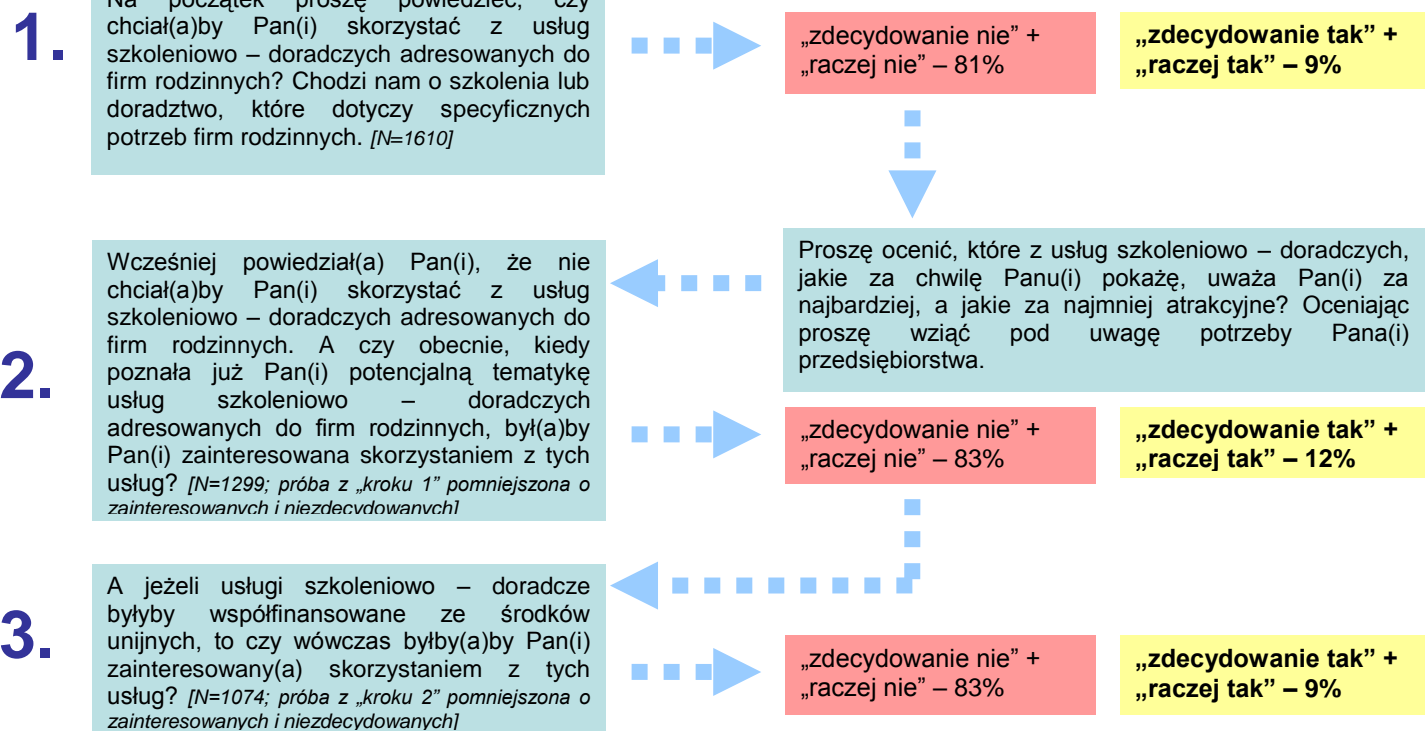 1.
Na początek proszę powiedzieć, czy
chciał(a)by Pan(i) skorzystać z usług
szkoleniowo – doradczych adresowanych do
firm rodzinnych? Chodzi nam o szkolenia lub
doradztwo, które dotyczy specyficznych
potrzeb firm rodzinnych. [N=1610]
„zdecydowanie nie” +
„raczej nie” – 81%
„zdecydowanie tak” +
„raczej tak” – 9%
Proszę ocenić, które z usług szkoleniowo – doradczych,
jakie za chwilę Panu(i) pokażę, uważa Pan(i) za
najbardziej, a jakie za najmniej atrakcyjne? Oceniając
proszę wziąć pod uwagę potrzeby Pana(i)
przedsiębiorstwa.
2.
Wcześniej powiedział(a) Pan(i), że nie
chciał(a)by Pan(i) skorzystać z usług
szkoleniowo – doradczych adresowanych do
firm rodzinnych. A czy obecnie, kiedy
poznała już Pan(i) potencjalną tematykę
usług szkoleniowo – doradczych
adresowanych do firm rodzinnych, był(a)by
Pan(i) zainteresowana skorzystaniem z tych
usług? [N=1299; próba z „kroku 1” pomniejszona o
zainteresowanych i niezdecydowanych]
„zdecydowanie nie” +
„raczej nie” – 83%
„zdecydowanie tak” +
„raczej tak” – 12%
3.
A jeżeli usługi szkoleniowo – doradcze
byłyby współfinansowane ze środków
unijnych, to czy wówczas byłby(a)by Pan(i)
zainteresowany(a) skorzystaniem z tych
usług? [N=1074; próba z „kroku 2” pomniejszona o
zainteresowanych i niezdecydowanych]
„zdecydowanie nie” +
„raczej nie” – 83%
„zdecydowanie tak” +
„raczej tak” – 9%